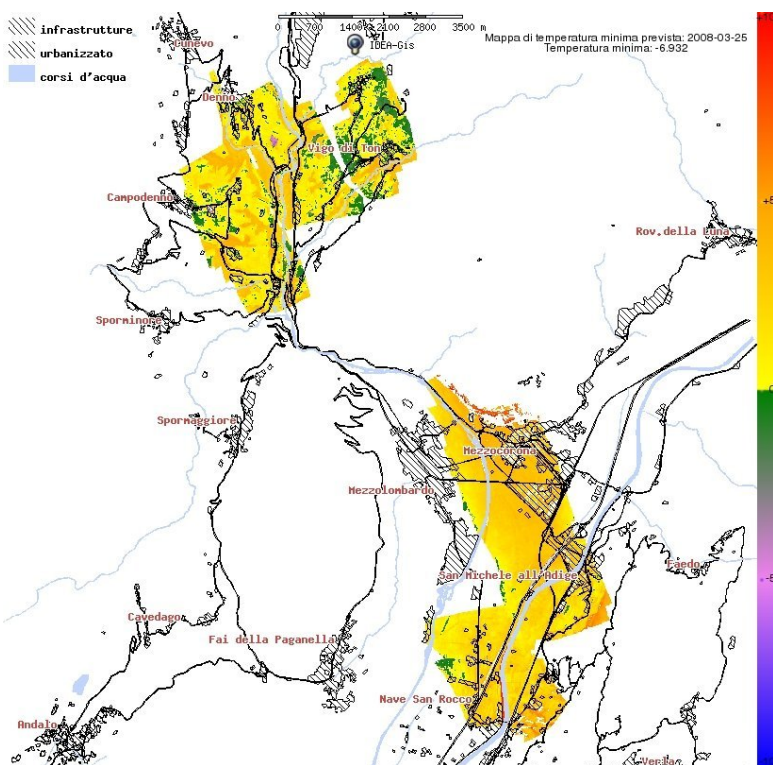 infrastrutture
urbanizzato
corsi d'acqua
0 700 1400 2100 2800 3500 m
IDEA-Gis
Mappa di temperatura minima prevista: 2008-03-25
Temperatura minima: -6.932
Cunevo
Denno
Vigo di Ton
Campodenno
Rov.della Luna
Sporminore
Spormaggiore
Mezzocorona
Mezzolombardo
San Michele all'Adige
Faedo
Cavedago
Fai della Paganella
Nave San Rocco
Andalo